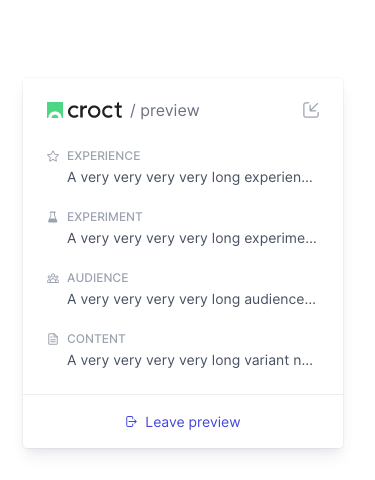 croct / preview
EXPERIENCE
A very very very very long experien...
EXPERIMENT
A very very very very long experime...
AUDIENCE
A very very very very long audience...
CONTENT
A very very very very long variant n...
Leave preview